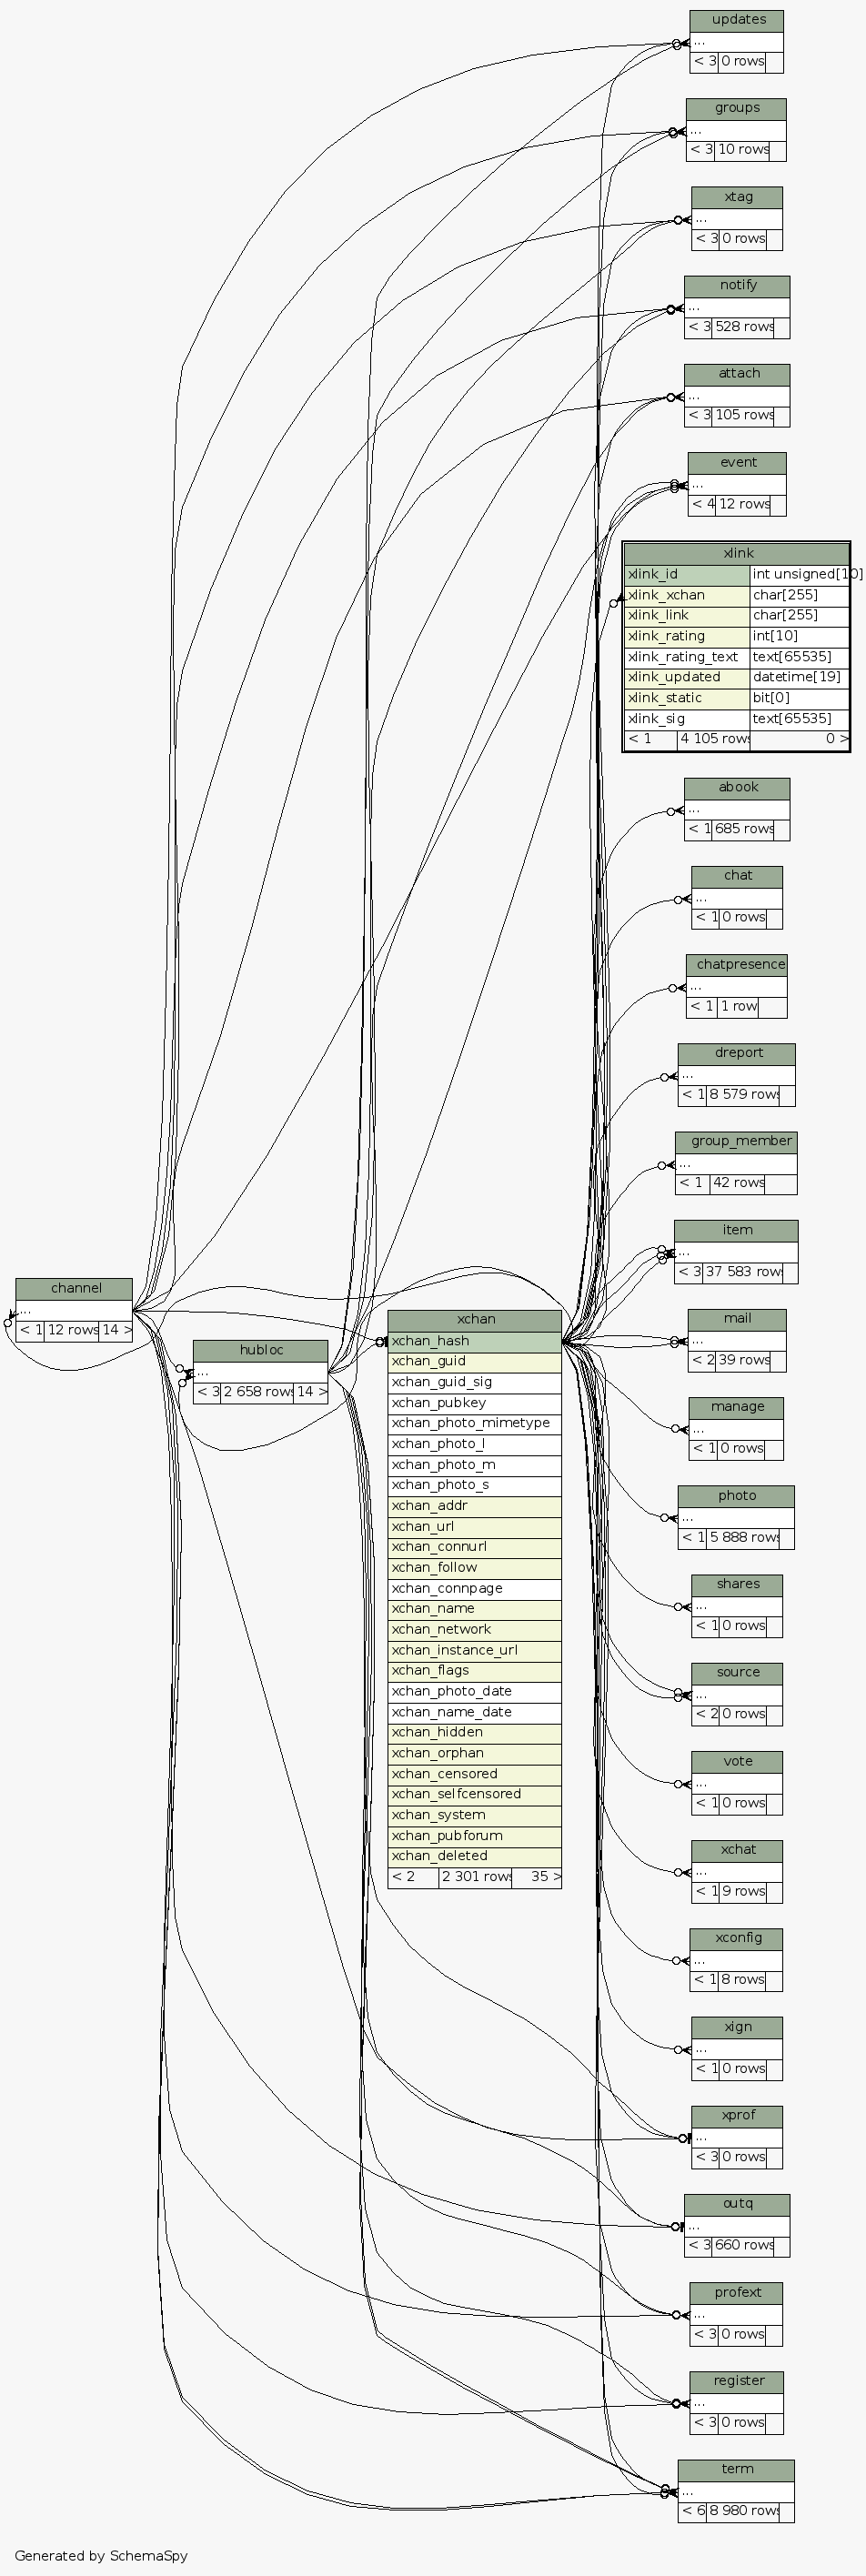 updates
...
< 3 0 rows
groups
...
< 3 10 rows
xtag
...
< 3 0 rows
notify
...
< 3 528 rows
attach
...
< 3 105 rows
event
...
< 4 12 rows
xlink
xlink_id int unsigned[10]
xlink_xchan char[255]
xlink_link char[255]
xlink_rating int[10]
xlink_rating_text text[65535]
xlink_updated datetime[19]
xlink_static bit[0]
xlink_sig text[65535]
< 1 4 105 rows 0 >
abook
...
< 1 685 rows
chat
...
< 1 0 rows
chatpresence
...
< 1 1 row
dreport
...
< 1 8 579 rows
group_member
...
< 1 42 rows
item
...
< 3 37 583 rows
channel
...
< 1 12 rows 14 >
hubloc
...
< 3 2 658 rows 14 >
xchan
xchan_hash
xchan_guid
xchan_guid_sig
xchan_pubkey
xchan_photo_mimetype
xchan_photo_l
xchan_photo_m
xchan_photo_s
xchan_addr
xchan_url
xchan_connurl
xchan_follow
xchan_connpage
xchan_name
xchan_network
xchan_instance_url
xchan_flags
xchan_photo_date
xchan_name_date
xchan_hidden
xchan_orphan
xchan_censored
xchan_selfcensored
xchan_system
xchan_pubforum
xchan_deleted
< 2 2 301 rows 35 >
mail
...
< 2 39 rows
manage
...
< 1 0 rows
photo
...
< 1 5 888 rows
shares
...
< 1 0 rows
source
...
< 2 0 rows
vote
...
< 1 0 rows
xchat
...
< 1 9 rows
xconfig
...
< 1 8 rows
xign
...
< 1 0 rows
xprof
...
< 3 0 rows
outq
...
< 3 660 rows
profext
...
< 3 0 rows
register
...
< 3 0 rows
term
...
< 6 8 980 rows
Generated by SchemaSpy